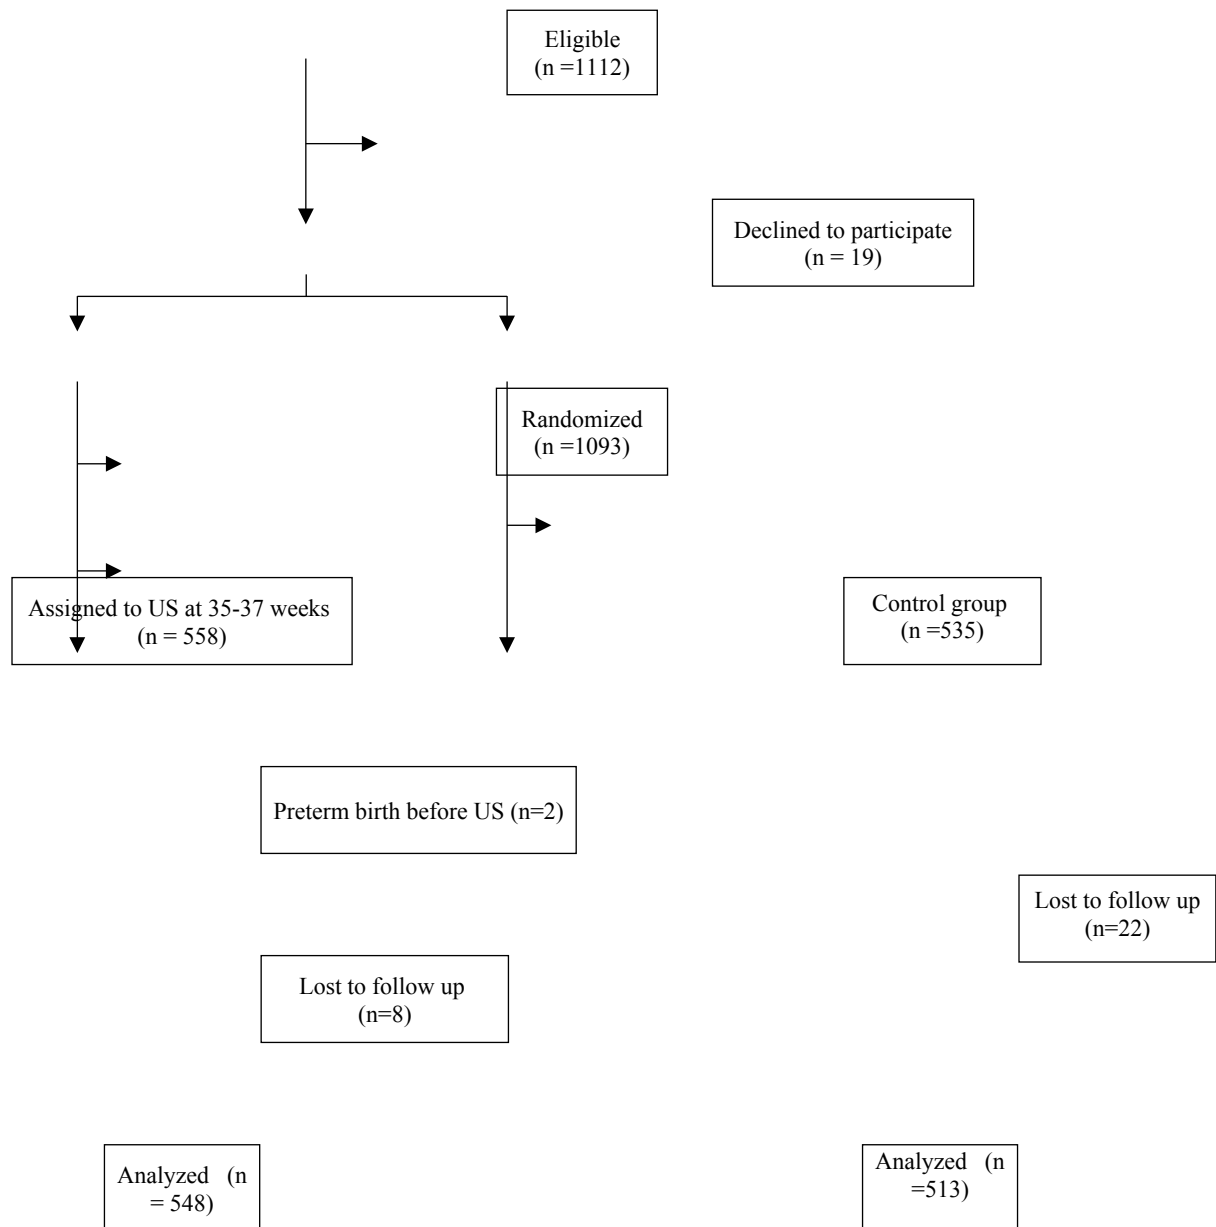 Eligible
(n =1112)
Declined to participate
(n = 19)
Randomized
(n =1093)
Assigned to US at 35-37 weeks
(n = 558)
Control group
(n =535)
Preterm birth before US (n=2)
Lost to follow up
(n=22)
Lost to follow up
(n=8)
Analyzed (n
= 548)
Analyzed (n
=513)